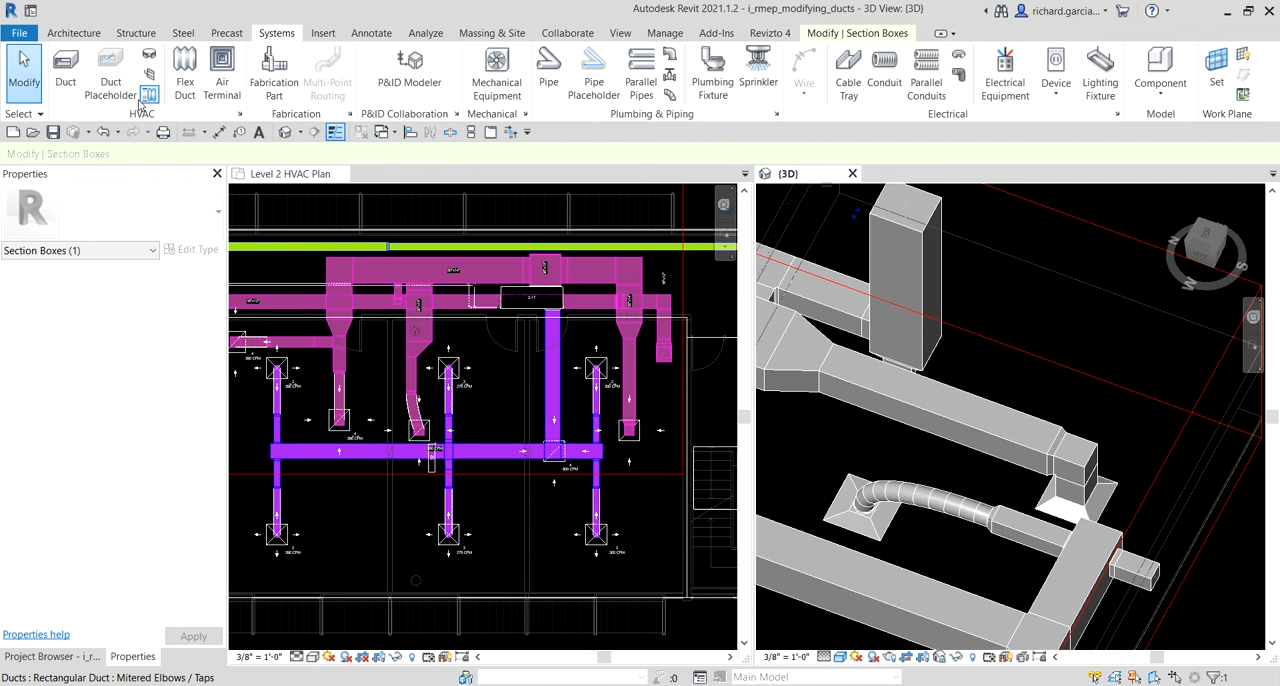 Autodesk Revit 2021.1.2 - i_rmep_modifying_ducts - 3D View: {3D}
richard.garcia...
File Architecture Structure Steel Precast Systems Insert Annotate Analyze Massing & Site Collaborate View Manage Add-Ins Revizto 4 Modify | Section Boxes
Modify
Duct
Duct Placeholder
Flex Duct
Air Terminal
Fabrication Part
Multi-Point Routing
P&ID Modeler
Mechanical Equipment
Pipe
Pipe Placeholder
Parallel Pipes
Plumbing Fixture
Sprinkler
Wire
Cable Tray
Conduit
Parallel Conduits
Electrical Equipment
Device
Lighting Fixture
Component
Set
Select HVAC Fabrication P&ID Collaboration Mechanical Plumbing & Piping Electrical Model Work Plane
Modify | Section Boxes
Properties
Level 2 HVAC Plan
{3D}
Section Boxes (1)
Edit Type
TOP
N
S
W
Properties help
Apply
Project Browser - i_r...
Properties
3/8" = 1'-0"
3/8" = 1'-0"
Ducts : Rectangular Duct : Mitered Elbows / Taps
:0
Main Model
:1